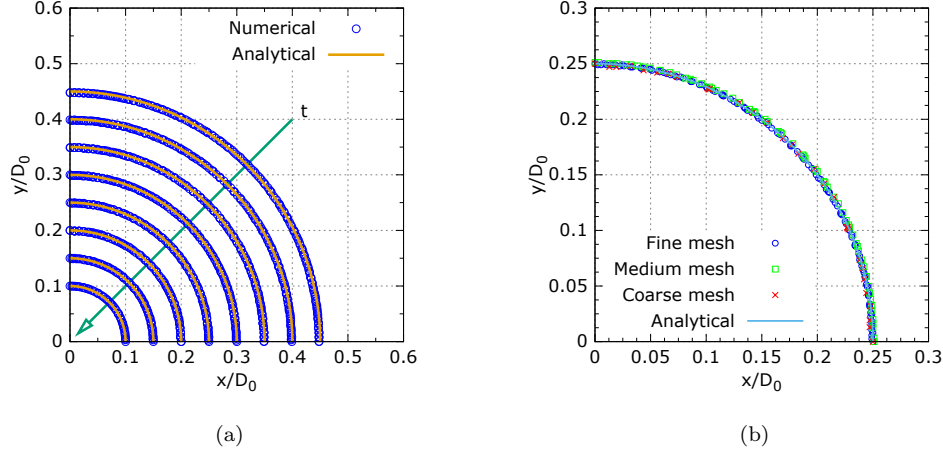 Numerical
Analytical
t
0.6
0.5
0.4
0.3
0.2
0.1
0
y/D0
0 0.1 0.2 0.3 0.4 0.5 0.6
x/D0
(a)
0.3
0.25
0.2
0.15
0.1
0.05
0
y/D0
Fine mesh
Medium mesh
Coarse mesh
Analytical
0 0.05 0.1 0.15 0.2 0.25 0.3
x/D0
(b)